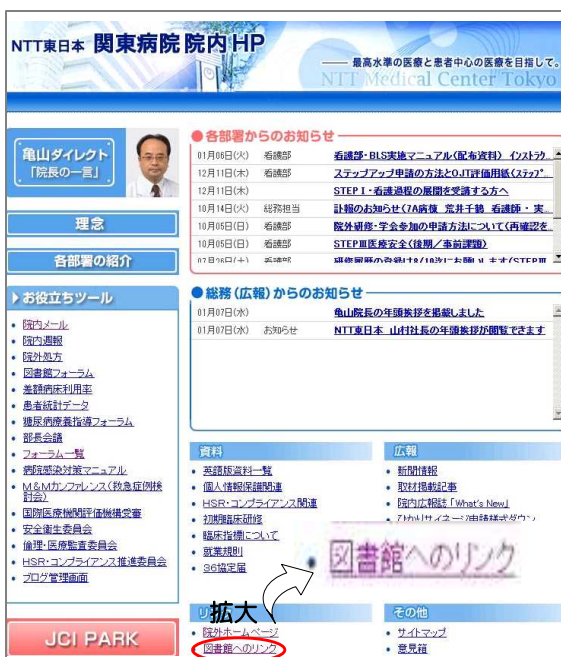 NTT東日本 関東病院 院内HP
最高水準の医療と患者中心の医療を目指して。
NTT Medical Center Tokyo
亀山ダイレクト
「院長の一言」
理念
各部署の紹介
お役立ちツール
院内メール
院内週報
院外処方
図書館フォーラム
差額病床利用率
患者統計データ
糖尿病療養指導フォーラム
部長会議
フォーラム一覧
病院感染対策マニュアル
M&Mカンファレンス(救急症例検討会)
国際医療機関評価機構受審
安全衛生委員会
倫理・医療監査委員会
HSR・コンプライアンス推進委員会
ブログ管理画面
JCI PARK
各部署からのお知らせ
01月06日(火) 看護部 看護部・BLS実施マニュアル(配布資料) インストラク
12月11日(木) 看護部 ステップアップ申請の方法とOJT評価用紙(ステップ
12月11日(木) STEPⅠ・看護過程の展開を受講する方へ
10月14日(火) 総務担当 訃報のお知らせ(7A病棟 荒井千鶴 看護師・実
10月05日(日) 看護部 院外研修・学会参加の申請方法について(再確認を
10月05日(日) 看護部 STEPⅢ医療安全(後期/事前課題)
総務(広報)からのお知らせ
01月07日(水) 亀山院長の年頭挨拶を掲載しました
01月07日(水) お知らせ NTT東日本 山村社長の年頭挨拶が閲覧できます
資料
英語版資料一覧
個人情報保護関連
HSR・コンプライアンス関連
初期臨床研修
臨床指標について
就業規則
36協定届
広報
新聞情報
取材掲載記事
院内広報誌「What's New」
ひかりサイネージ申請様式ダウン
図書館へのリンク
拡大
リ
院外ホームページ
図書館へのリンク
その他
サイトマップ
意見箱